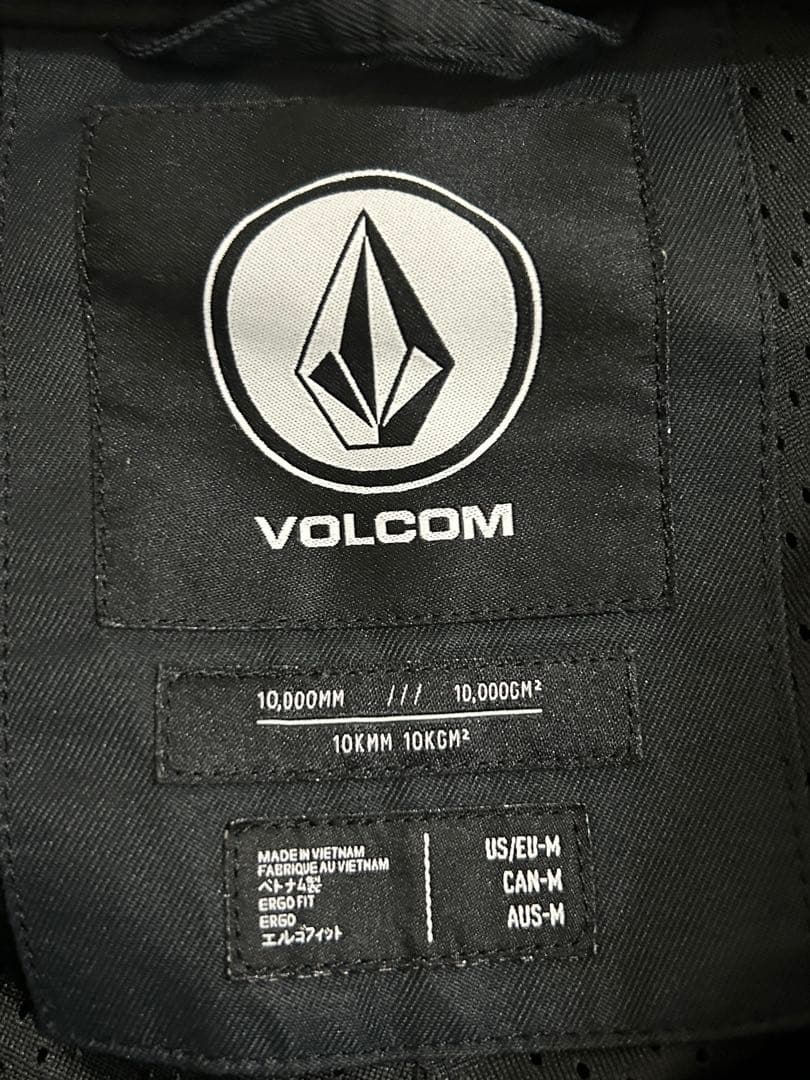 VOLCOM
10,000MM /// 10,000GM²
10KMM 10KGM²
MADE IN VIETNAM
FABRIQUE AU VIETNAM
ベトナム製
ERGO FIT
ERGO
エルゴフィット
US/EU-M
CAN-M
AUS-M